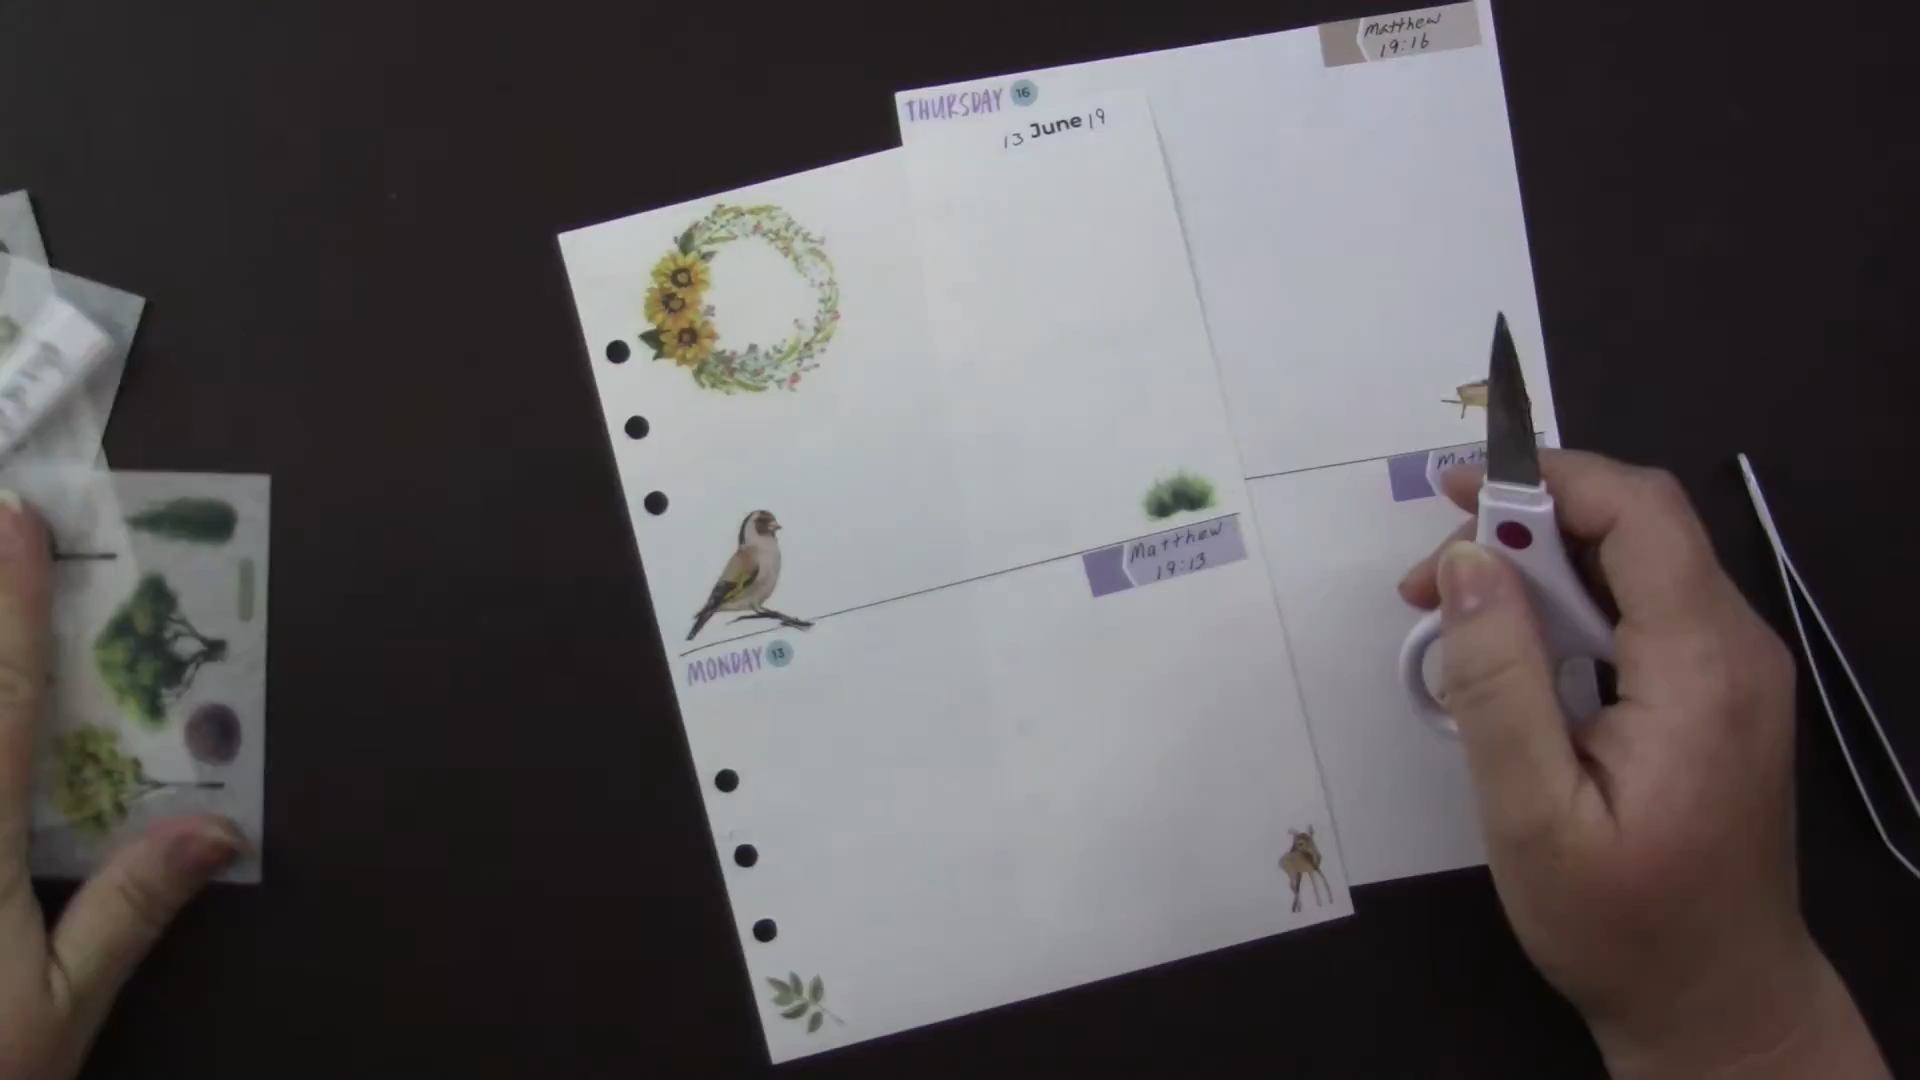 Matthew
19:16
THURSDAY 16
13 June 19
Matthew
19:13
MONDAY 13